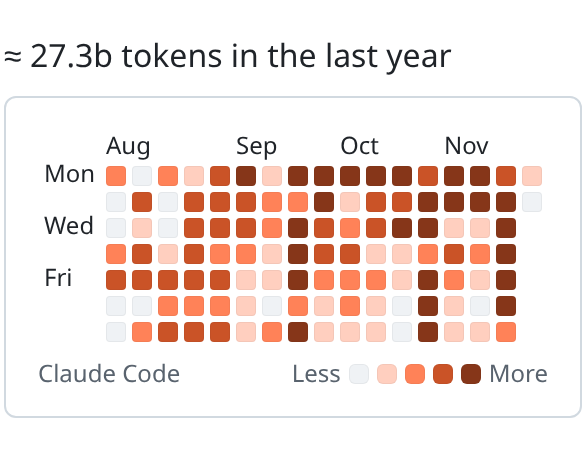 ≈ 27.3b tokens in the last year
Aug Sep Oct Nov
Mon
Wed
Fri
Claude Code Less More